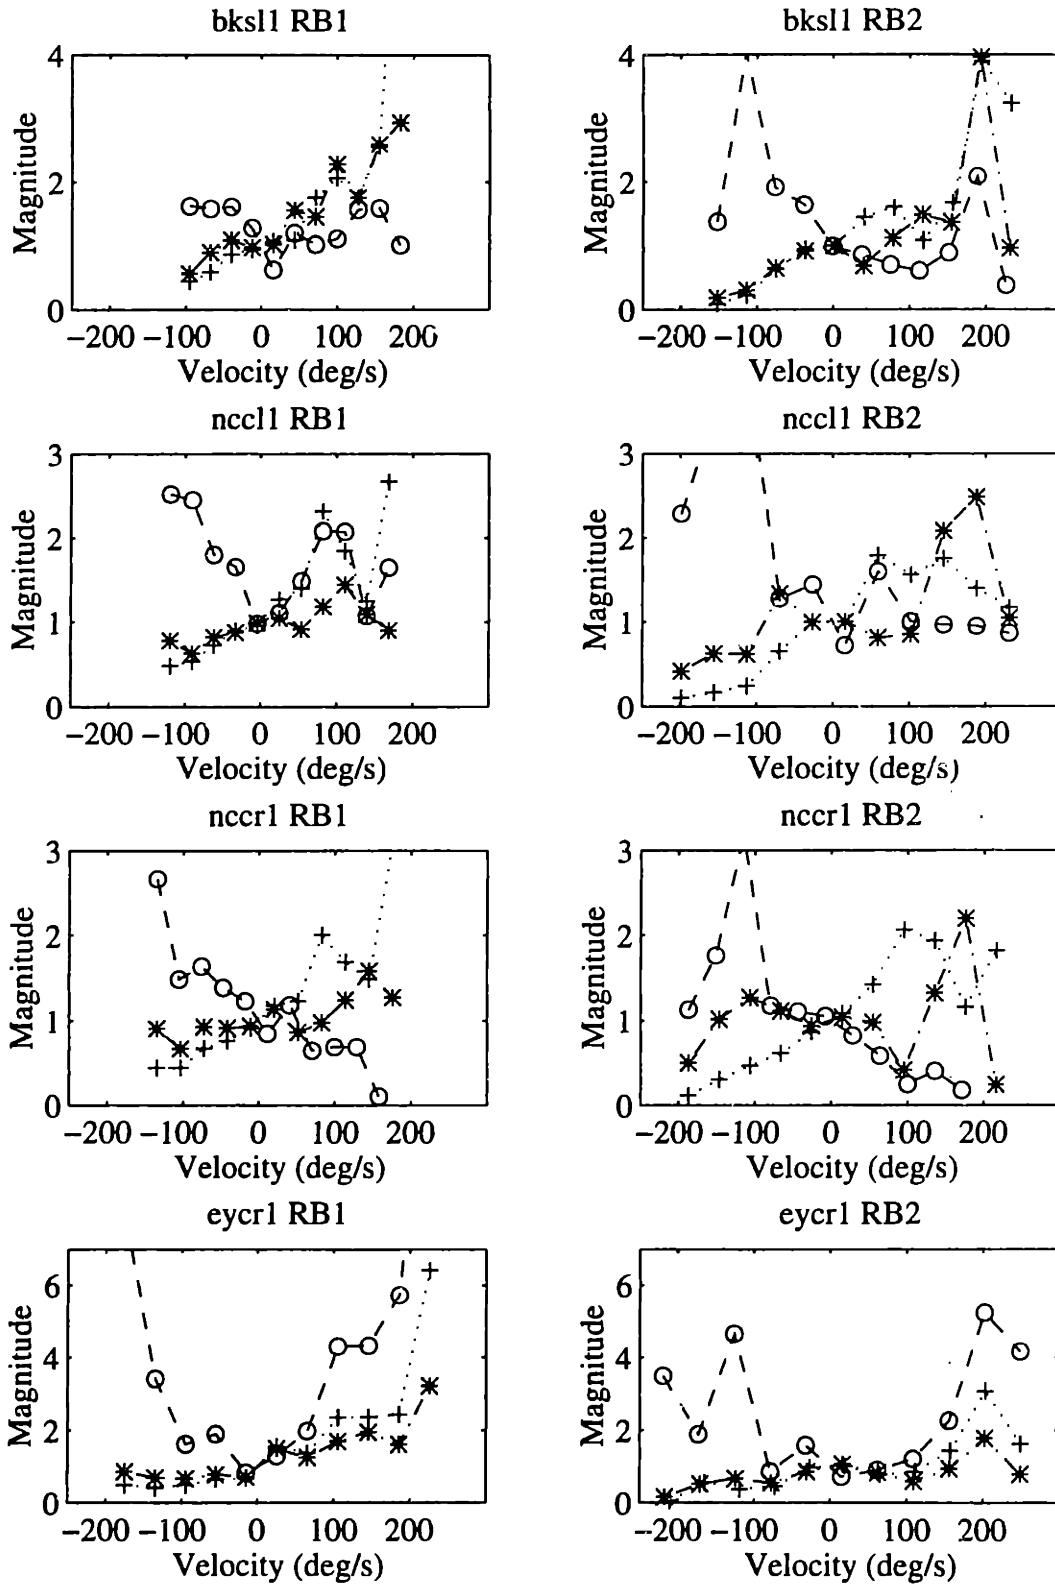 bksl1 RB1
4
2
0
Magnitude
−200 −100 0 100 200
Velocity (deg/s)
bksl1 RB2
4
2
0
Magnitude
−200 −100 0 100 200
Velocity (deg/s)
nccl1 RB1
3
2
1
0
Magnitude
−200 −100 0 100 200
Velocity (deg/s)
nccl1 RB2
3
2
1
0
Magnitude
−200 −100 0 100 200
Velocity (deg/s)
nccr1 RB1
3
2
1
0
Magnitude
−200 −100 0 100 200
Velocity (deg/s)
nccr1 RB2
3
2
1
0
Magnitude
−200 −100 0 100 200
Velocity (deg/s)
eycr1 RB1
6
4
2
0
Magnitude
−200 −100 0 100 200
Velocity (deg/s)
eycr1 RB2
6
4
2
0
Magnitude
−200 −100 0 100 200
Velocity (deg/s)